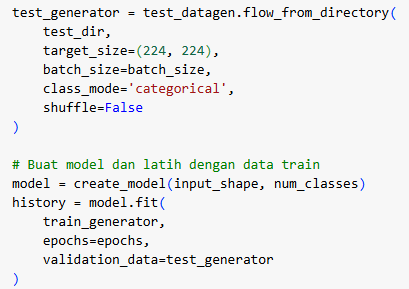 test_generator = test_datagen.flow_from_directory(
    test_dir,
    target_size=(224, 224),
    batch_size=batch_size,
    class_mode='categorical',
    shuffle=False
)

# Buat model dan latih dengan data train
model = create_model(input_shape, num_classes)
history = model.fit(
    train_generator,
    epochs=epochs,
    validation_data=test_generator
)